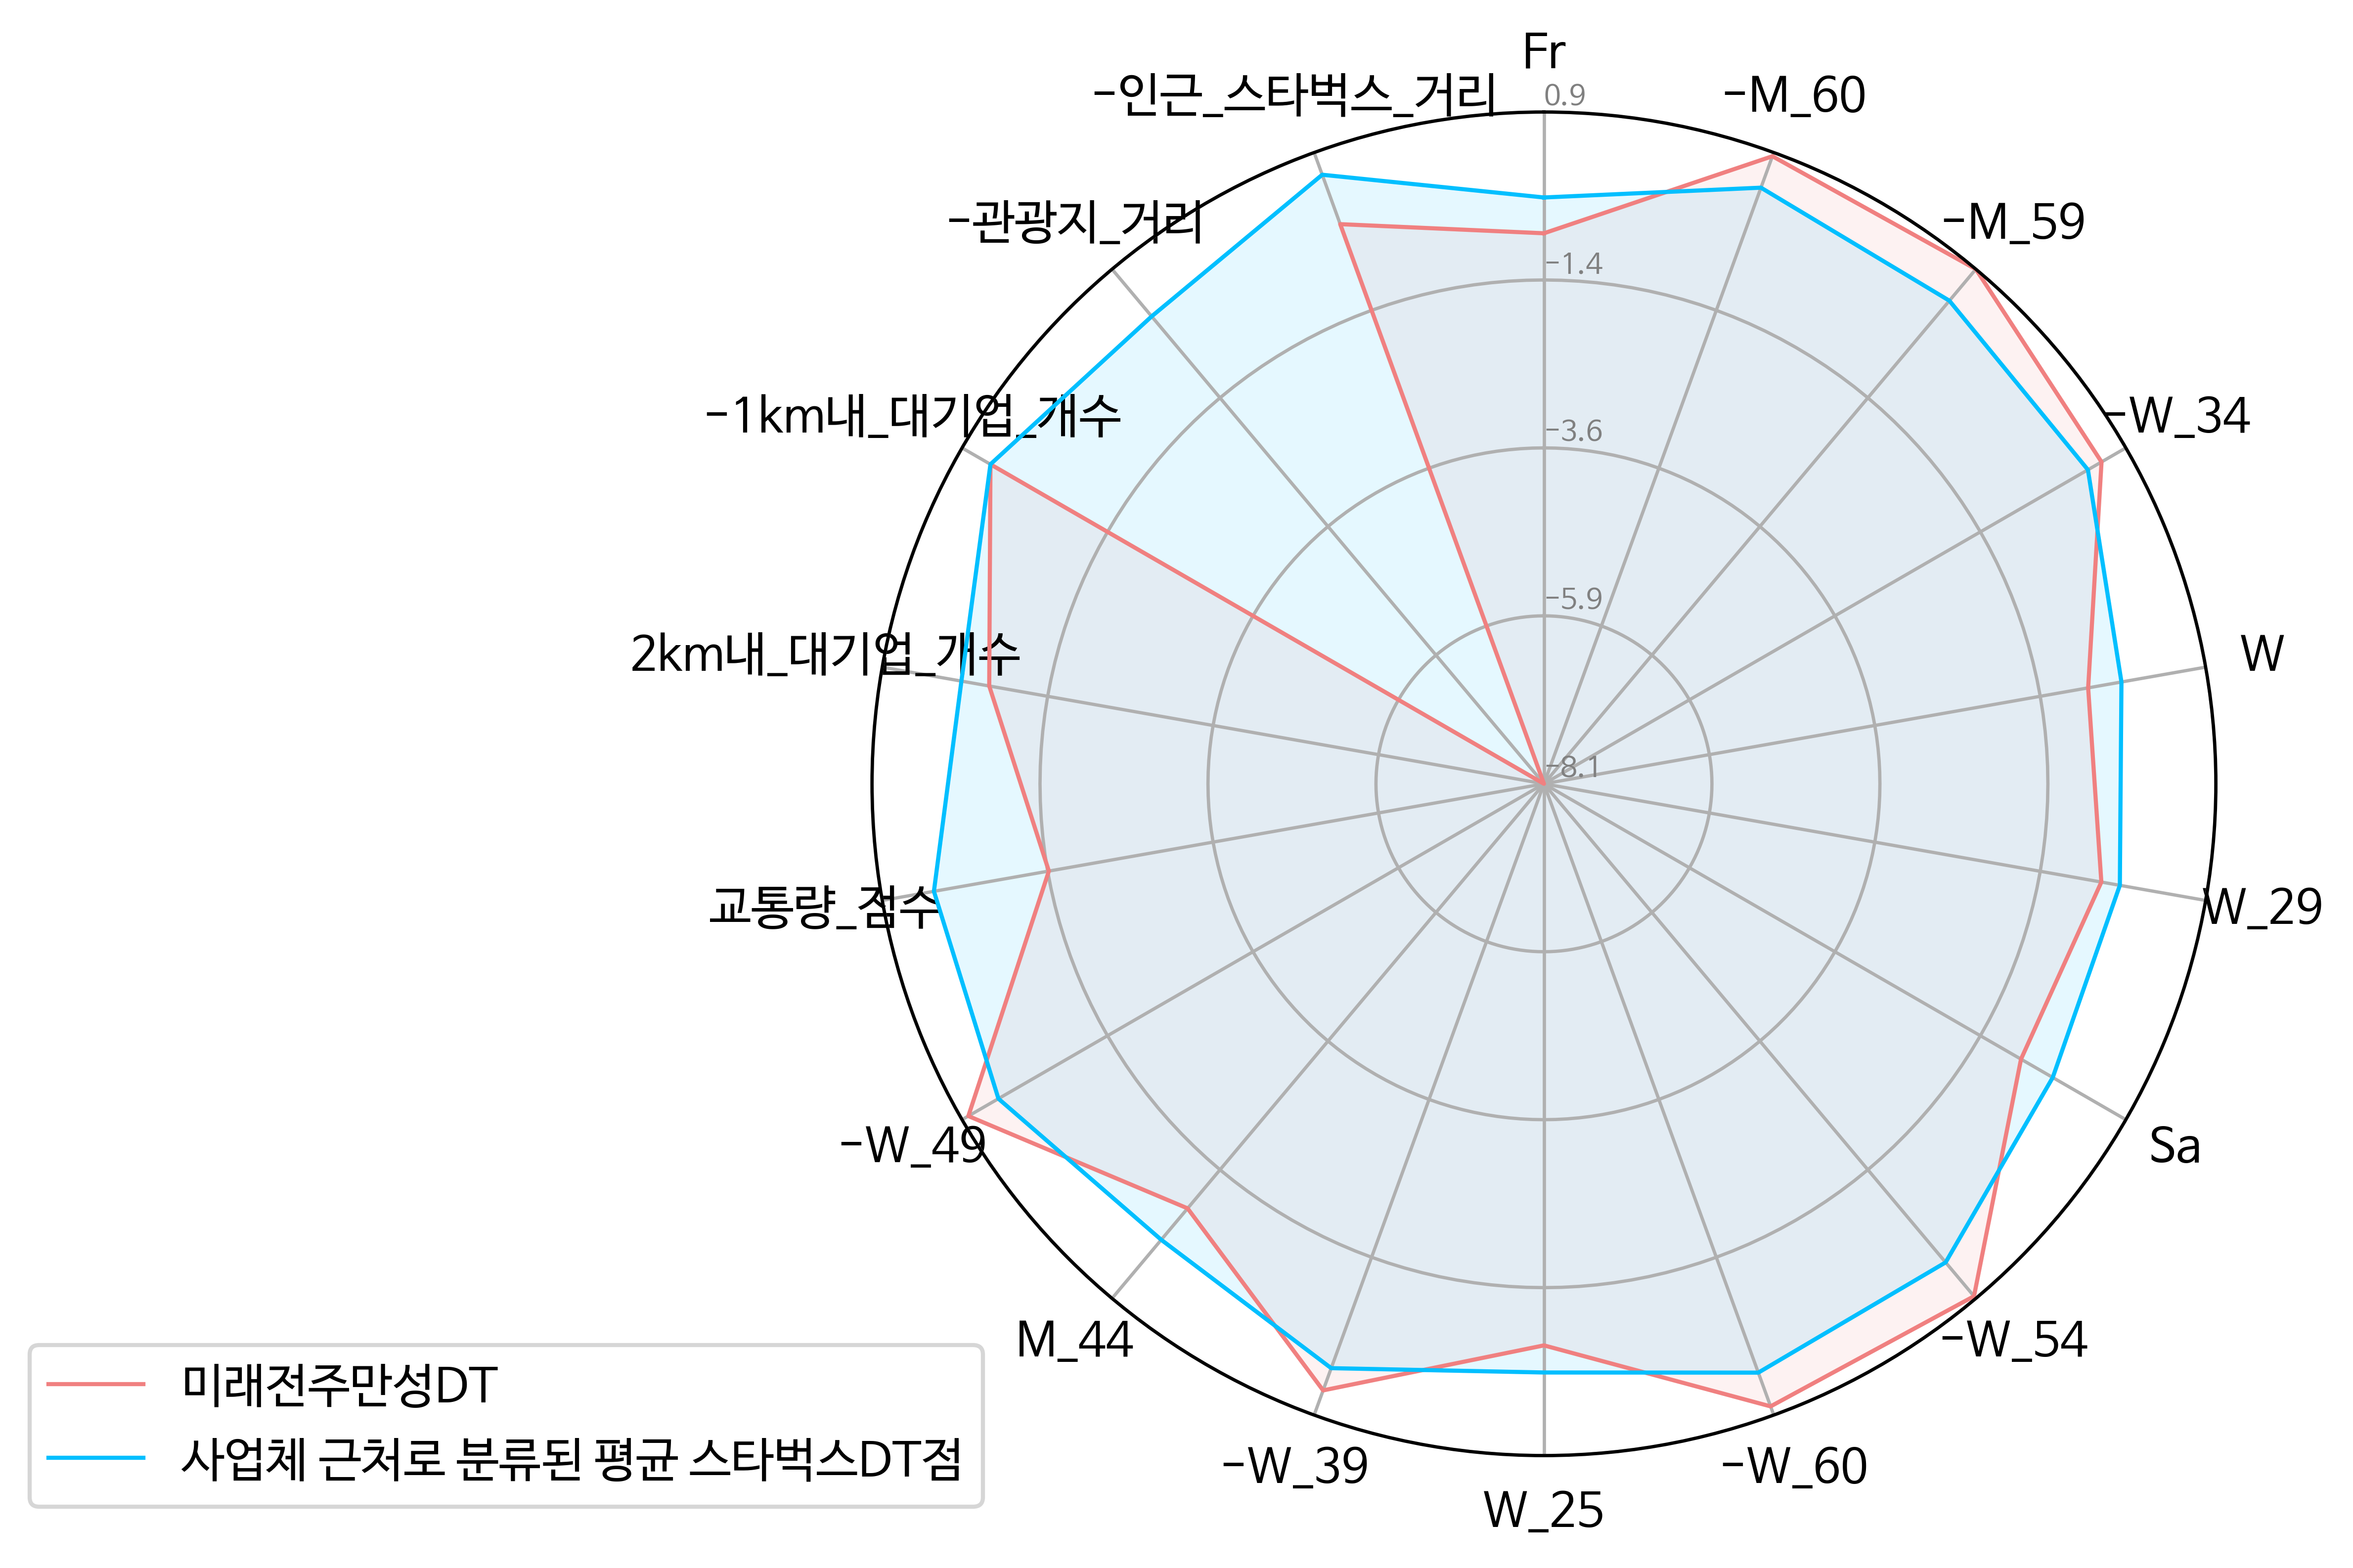 Fr
0.9
−인근_스타벅스_거리
−M_60
−관광지_거리
−M_59
−1.4
−1km내_대기업_개수
−3.6
−W_34
−5.9
2km내_대기업_개수
W
−8.1
교통량_점수
W_29
−W_49
Sa
M_44
−W_54
−W_39
−W_60
W_25
미래전주만성DT
사업체 근처로 분류된 평균 스타벅스DT점